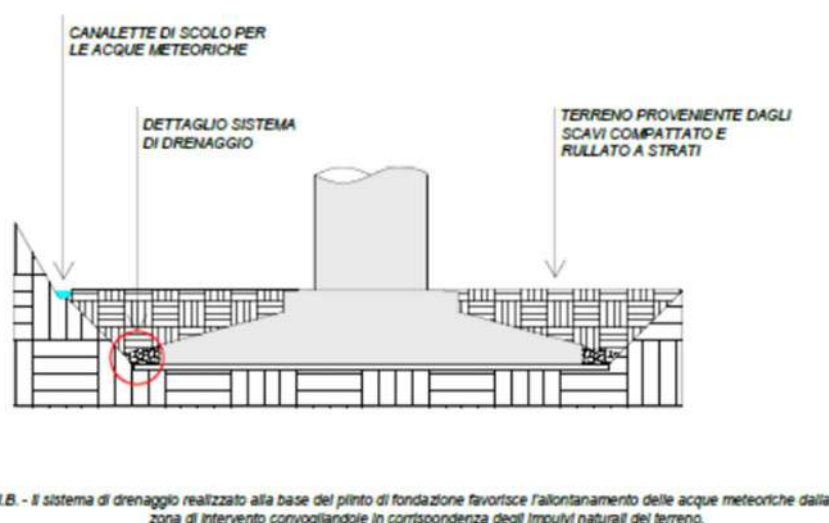 CANALETTE DI SCOLO PER
LE ACQUE METEORICHE
DETTAGLIO SISTEMA
DI DRENAGGIO
TERRENO PROVENIENTE DAGLI
SCAVI COMPATTATO E
RULLATO A STRATI
.B. - Il sistema di drenaggio realizzato alla base del plinto di fondazione favorisce l'allontanamento delle acque meteoriche dalla
zona di intervento convogliandole in corrispondenza degli impluvi naturali del terreno.